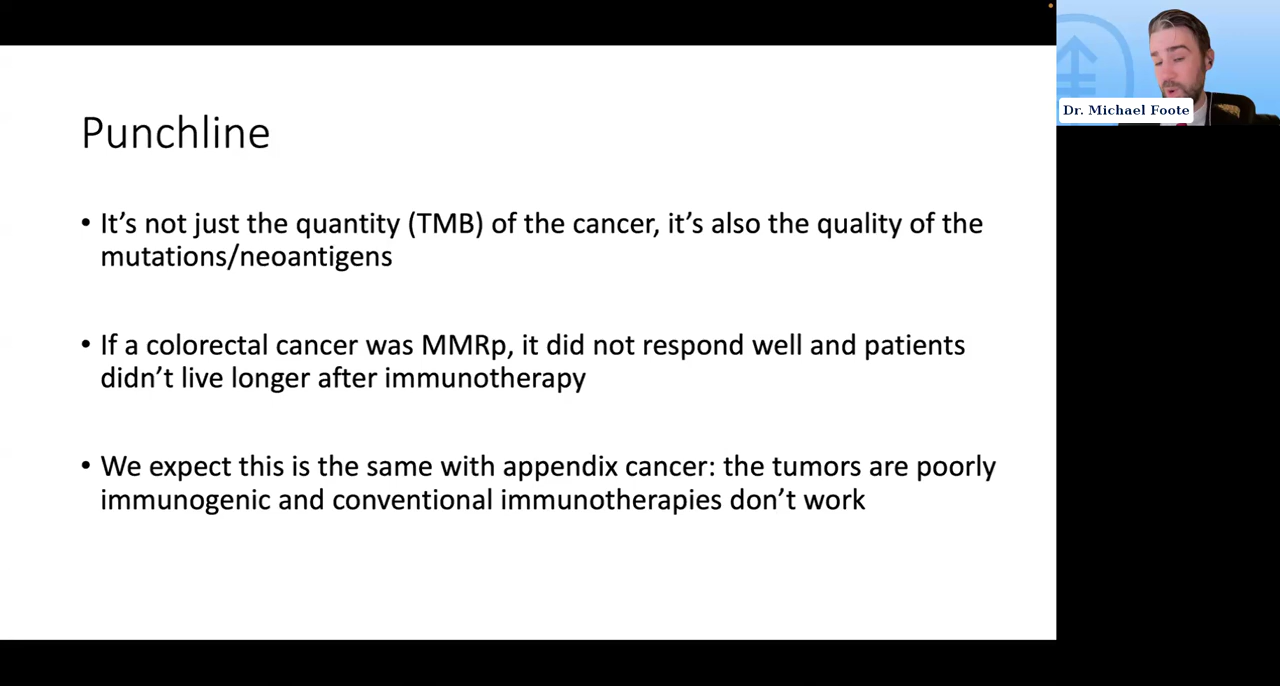 Punchline
• It’s not just the quantity (TMB) of the cancer, it’s also the quality of the
mutations/neoantigens
• If a colorectal cancer was MMRp, it did not respond well and patients
didn’t live longer after immunotherapy
• We expect this is the same with appendix cancer: the tumors are poorly
immunogenic and conventional immunotherapies don’t work
Dr. Michael Foote